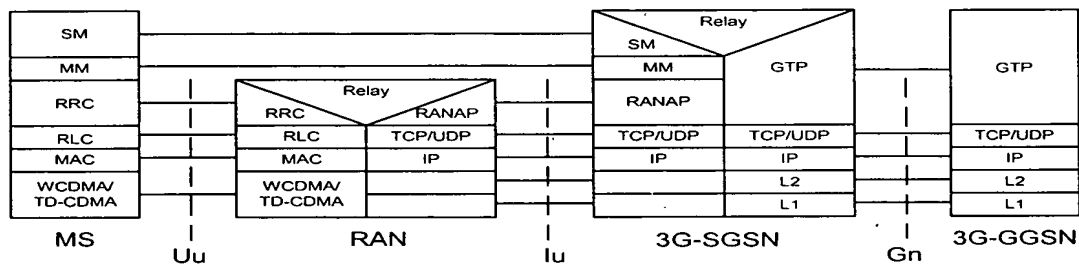 SM
MM
RRC
RLC
MAC
WCDMA/
TD-CDMA
MS
Uu
Relay
RRC
RANAP
RLC
TCP/UDP
MAC
IP
WCDMA/
TD-CDMA
RAN
Iu
Relay
SM
MM
GTP
RANAP
TCP/UDP
TCP/UDP
IP
IP
L2
L1
3G-SGSN
Gn
GTP
TCP/UDP
IP
L2
L1
3G-GGSN